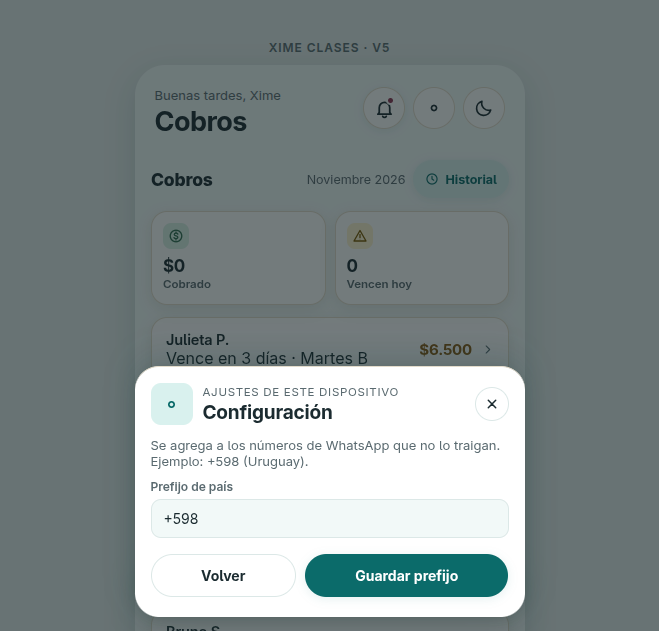 XIME CLASES · V5
Buenas tardes, Xime
Cobros
Cobros
Noviembre 2026
Historial
$0
Cobrado
0
Vencen hoy
Julieta P.
Vence en 3 días · Martes B
$6.500
AJUSTES DE ESTE DISPOSITIVO
Configuración
Se agrega a los números de WhatsApp que no lo traigan.
Ejemplo: +598 (Uruguay).
Prefijo de país
+598
Volver
Guardar prefijo